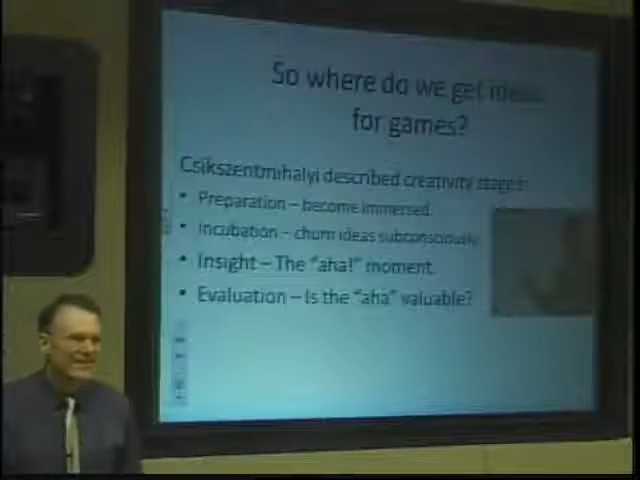 So where do we get ideas
for games?
Csikszentmihalyi described creativity stages:
• Preparation – become immersed.
• Incubation – churn ideas subconsciously.
• Insight – The "aha!" moment.
• Evaluation – Is the "aha" valuable?